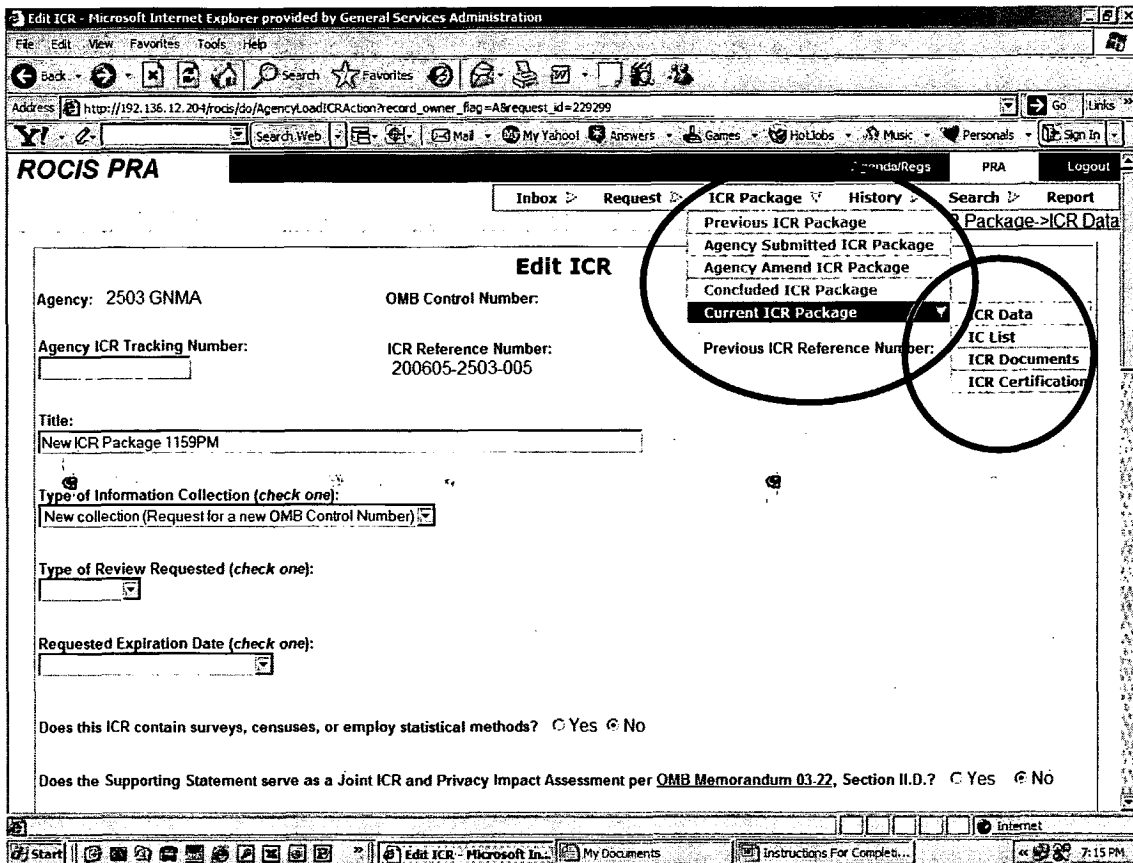 Edit ICR - Microsoft Internet Explorer provided by General Services Administration
File Edit View Favorites Tools Help
Back Search Favorites
Address http://192.136.12.204/rocis/do/AgencyLoadICRAction?record_owner_flag=A&request_id=229299 Go Links »
Y! Search Web Mail My Yahoo! Answers Games HotJobs Music Personals Sign In
ROCIS PRA
PRA Logout
Inbox Request ICR Package History Search Report
Package->ICR Data
Previous ICR Package
Agency Submitted ICR Package
Edit ICR
Agency Amend ICR Package
Concluded ICR Package
Agency: 2503 GNMA OMB Control Number:
Current ICR Package
ICR Data
IC List
ICR Documents
ICR Certification
Agency ICR Tracking Number: ICR Reference Number: Previous ICR Reference Number:
200605-2503-005
Title:
New ICR Package 1159PM
Type of Information Collection (check one):
New collection (Request for a new OMB Control Number)
Type of Review Requested (check one):
Requested Expiration Date (check one):
Does this ICR contain surveys, censuses, or employ statistical methods? Yes No
Does the Supporting Statement serve as a Joint ICR and Privacy Impact Assessment per OMB Memorandum 03-22, Section II.D.? Yes No
Internet
Start » Edit ICR - Microsoft In... My Documents Instructions For Completi... « 7:15 PM